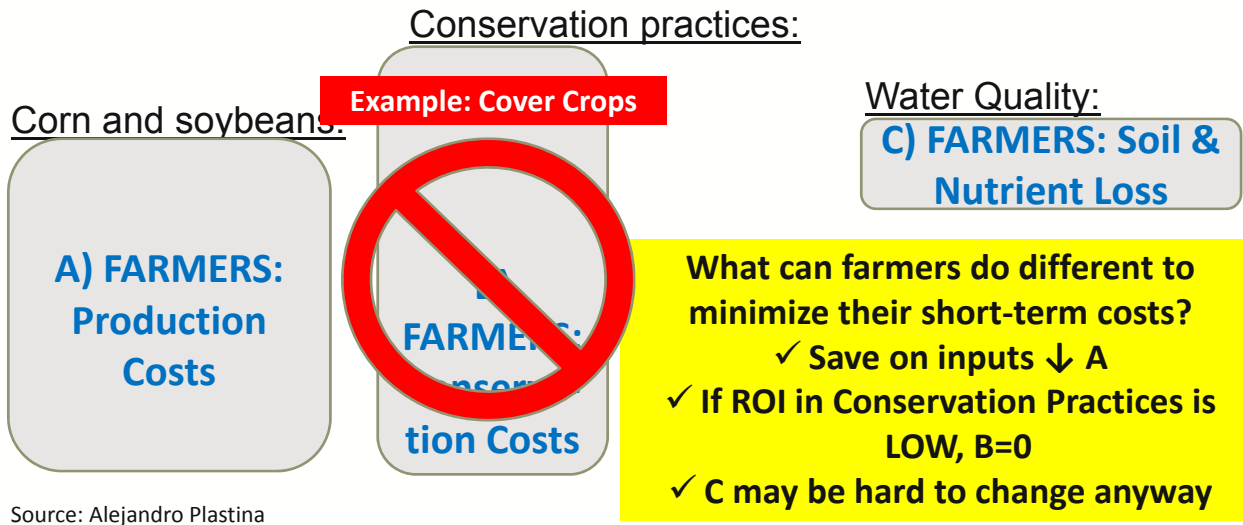 Conservation practices:
Example: Cover Crops
Corn and soybeans:
Water Quality:
A) FARMERS:
Production
Costs
FARMERS:
tion Costs
C) FARMERS: Soil &
Nutrient Loss
What can farmers do different to
minimize their short-term costs?
✓ Save on inputs ↓ A
✓ If ROI in Conservation Practices is
LOW, B=0
✓ C may be hard to change anyway
Source: Alejandro Plastina